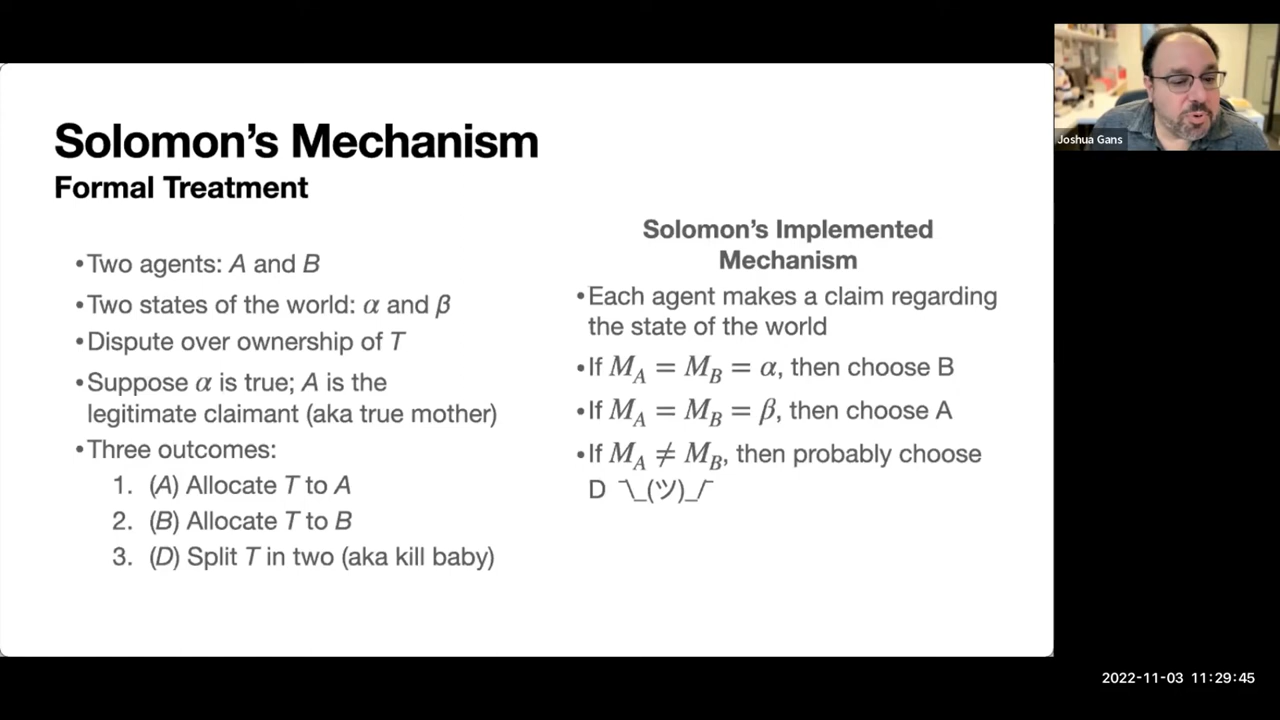 Solomon’s Mechanism
Formal Treatment
•Two agents: A and B
•Two states of the world: α and β
•Dispute over ownership of T
•Suppose α is true; A is the
legitimate claimant (aka true mother)
•Three outcomes:
1. (A) Allocate T to A
2. (B) Allocate T to B
3. (D) Split T in two (aka kill baby)
Solomon’s Implemented
Mechanism
•Each agent makes a claim regarding
the state of the world
•If M_A = M_B = α, then choose B
•If M_A = M_B = β, then choose A
•If M_A ≠ M_B, then probably choose
D ¯\_(ツ)_/¯
Joshua Gans
2022-11-03 11:29:45